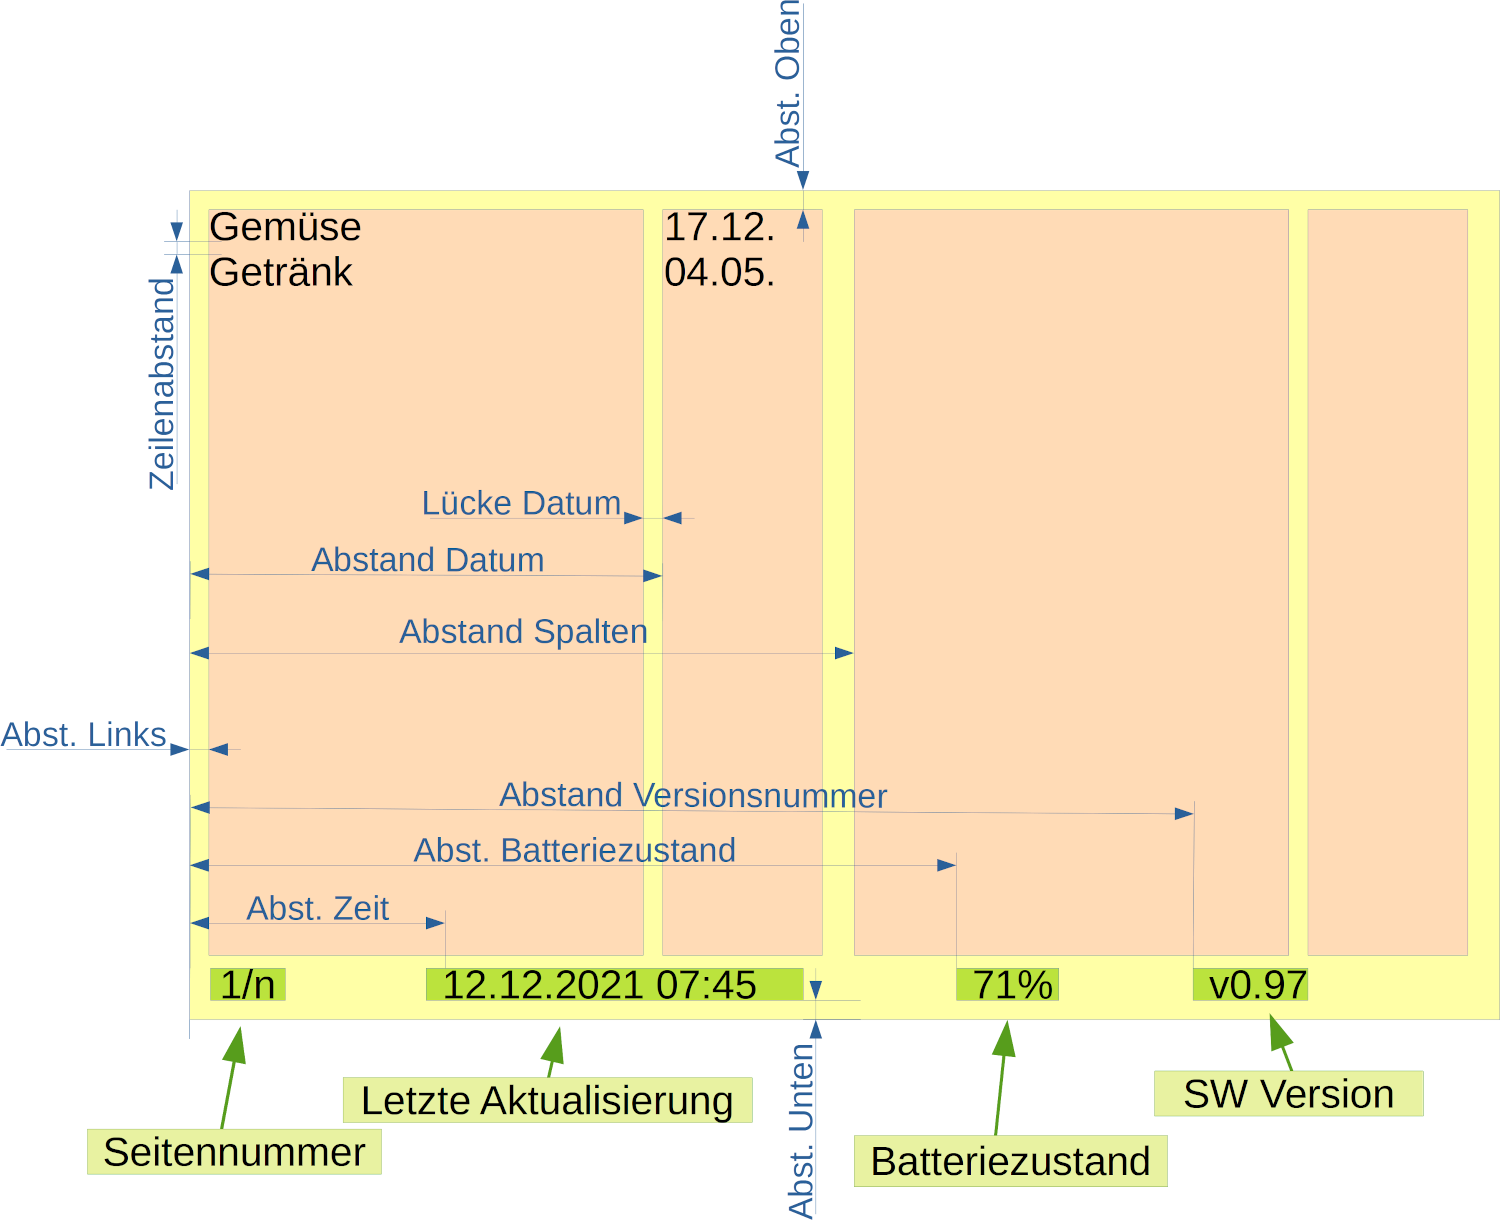 Abst. Oben
Gemüse 17.12.
Getränk 04.05.
Zeilenabstand
Lücke Datum
Abstand Datum
Abstand Spalten
Abst. Links
Abstand Versionsnummer
Abst. Batteriezustand
Abst. Zeit
1/n 12.12.2021 07:45 71% v0.97
Abst. Unten
Letzte Aktualisierung
SW Version
Seitennummer
Batteriezustand